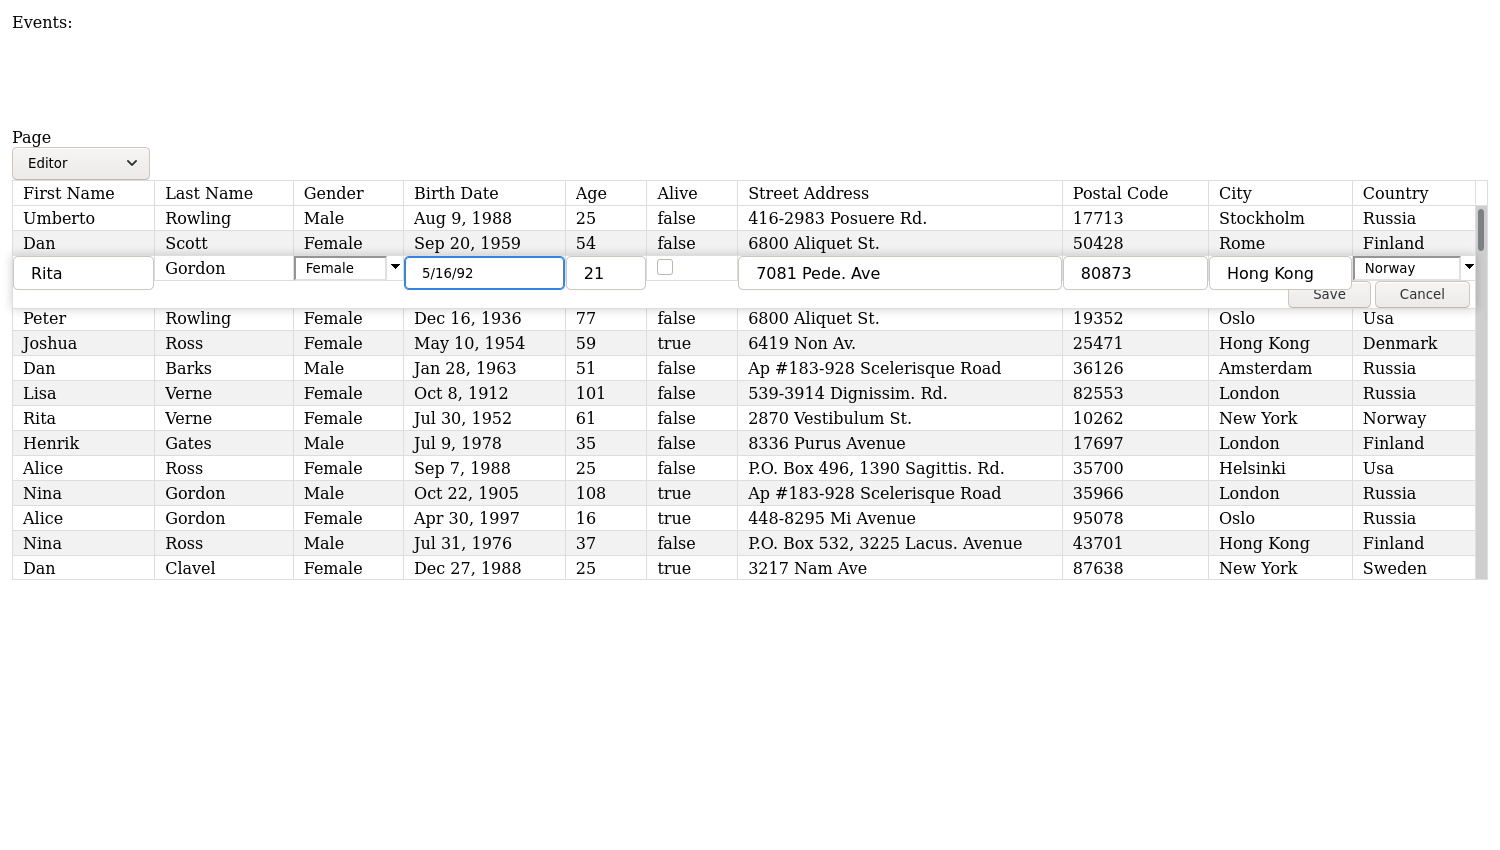 Events:
Page
Editor
First Name Last Name Gender Birth Date Age Alive Street Address Postal Code City Country
Umberto Rowling Male Aug 9, 1988 25 false 416-2983 Posuere Rd. 17713 Stockholm Russia
Dan Scott Female Sep 20, 1959 54 false 6800 Aliquet St. 50428 Rome Finland
Rita Gordon Female 5/16/92 21 7081 Pede. Ave 80873 Hong Kong Norway
Save Cancel
Peter Rowling Female Dec 16, 1936 77 false 6800 Aliquet St. 19352 Oslo Usa
Joshua Ross Female May 10, 1954 59 true 6419 Non Av. 25471 Hong Kong Denmark
Dan Barks Male Jan 28, 1963 51 false Ap #183-928 Scelerisque Road 36126 Amsterdam Russia
Lisa Verne Female Oct 8, 1912 101 false 539-3914 Dignissim. Rd. 82553 London Russia
Rita Verne Female Jul 30, 1952 61 false 2870 Vestibulum St. 10262 New York Norway
Henrik Gates Male Jul 9, 1978 35 false 8336 Purus Avenue 17697 London Finland
Alice Ross Female Sep 7, 1988 25 false P.O. Box 496, 1390 Sagittis. Rd. 35700 Helsinki Usa
Nina Gordon Male Oct 22, 1905 108 true Ap #183-928 Scelerisque Road 35966 London Russia
Alice Gordon Female Apr 30, 1997 16 true 448-8295 Mi Avenue 95078 Oslo Russia
Nina Ross Male Jul 31, 1976 37 false P.O. Box 532, 3225 Lacus. Avenue 43701 Hong Kong Finland
Dan Clavel Female Dec 27, 1988 25 true 3217 Nam Ave 87638 New York Sweden